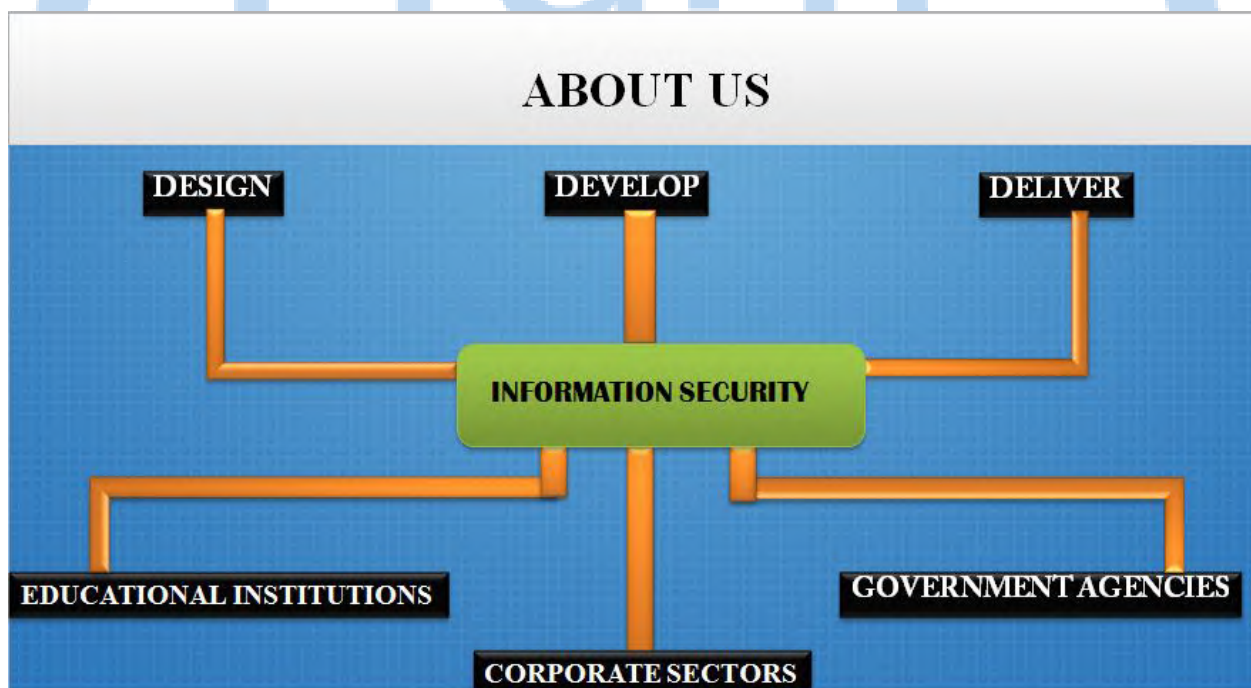 ABOUT US
DESIGN
DEVELOP
DELIVER
INFORMATION SECURITY
EDUCATIONAL INSTITUTIONS
GOVERNMENT AGENCIES
CORPORATE SECTORS